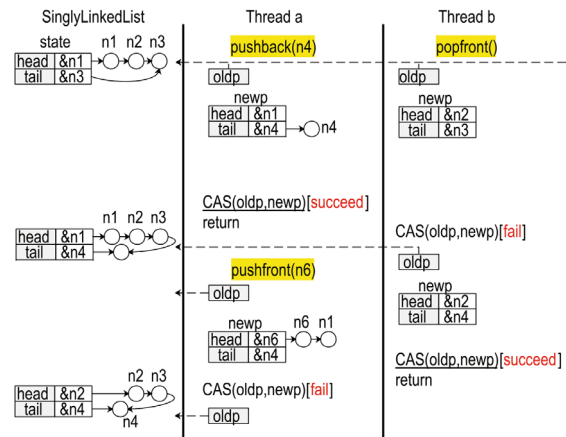 SinglyLinkedList Thread a Thread b
state n1 n2 n3
head &n1
tail &n3
pushback(n4)
oldp
newp
head &n1
tail &n4 n4
popfront()
oldp
newp
head &n2
tail &n3
CAS(oldp,newp)[succeed]
return
n1 n2 n3
head &n1
tail &n4
CAS(oldp,newp)[fail]
oldp
newp
head &n2
tail &n4
pushfront(n6)
oldp
newp n6 n1
head &n6
tail &n4
CAS(oldp,newp)[succeed]
return
n2 n3
head &n2
tail &n4
n4
CAS(oldp,newp)[fail]
oldp